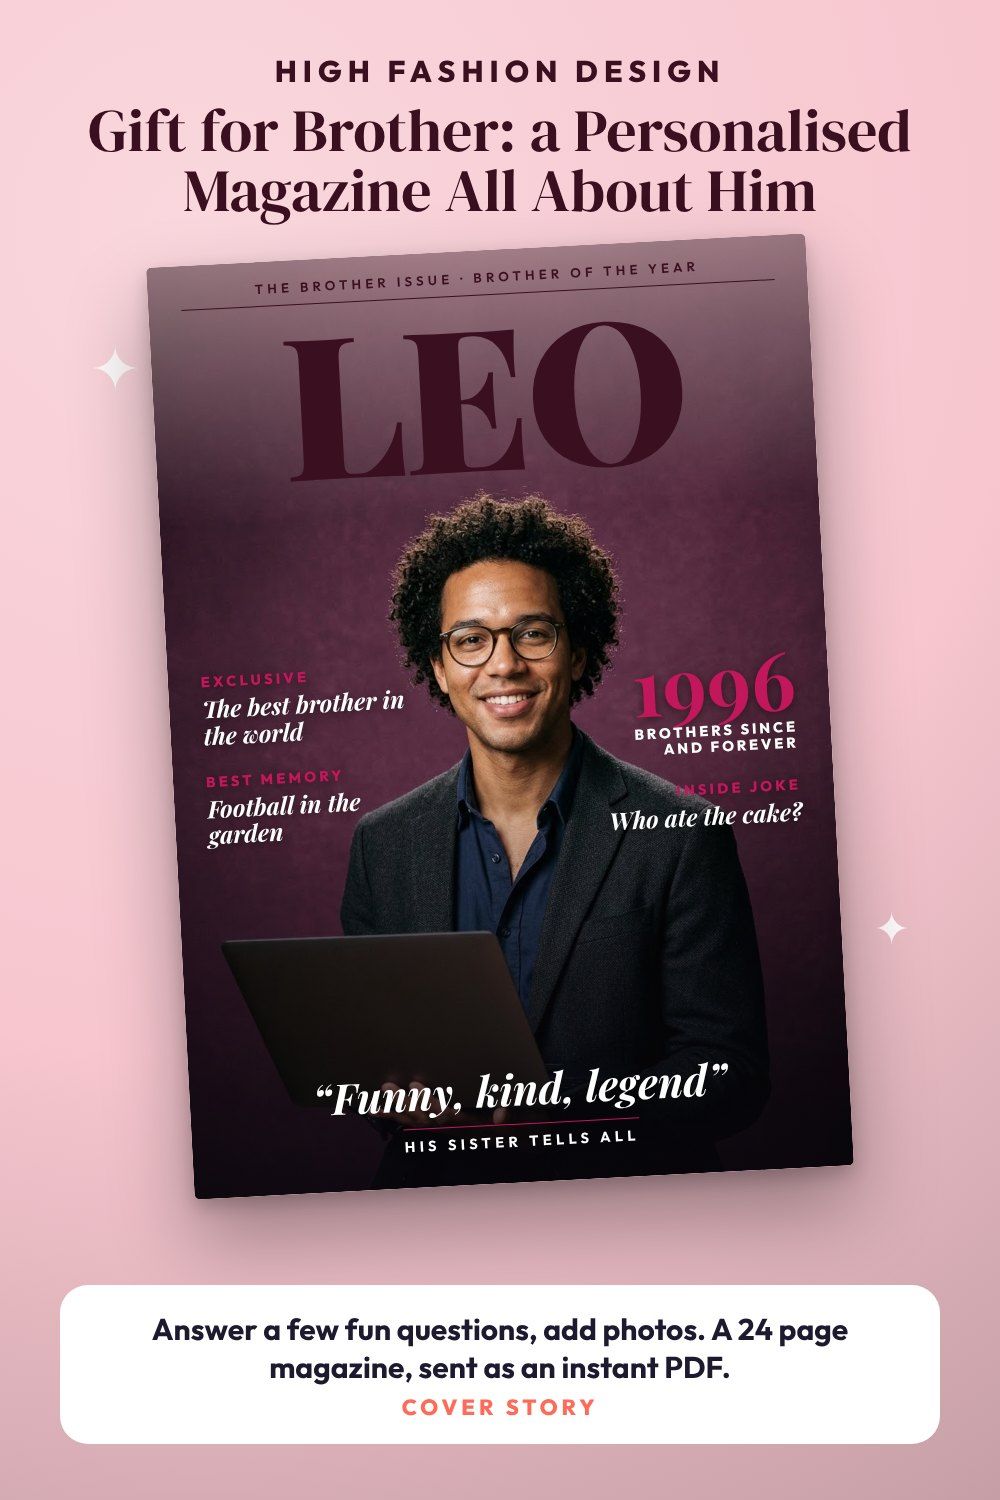 HIGH FASHION DESIGN
Gift for Brother: a Personalised
Magazine All About Him
THE BROTHER ISSUE · BROTHER OF THE YEAR
LEO
EXCLUSIVE
The best brother in
the world
BEST MEMORY
Football in the
garden
1996
BROTHERS SINCE
AND FOREVER
INSIDE JOKE
Who ate the cake?
“Funny, kind, legend”
HIS SISTER TELLS ALL
Answer a few fun questions, add photos. A 24 page
magazine, sent as an instant PDF.
COVER STORY